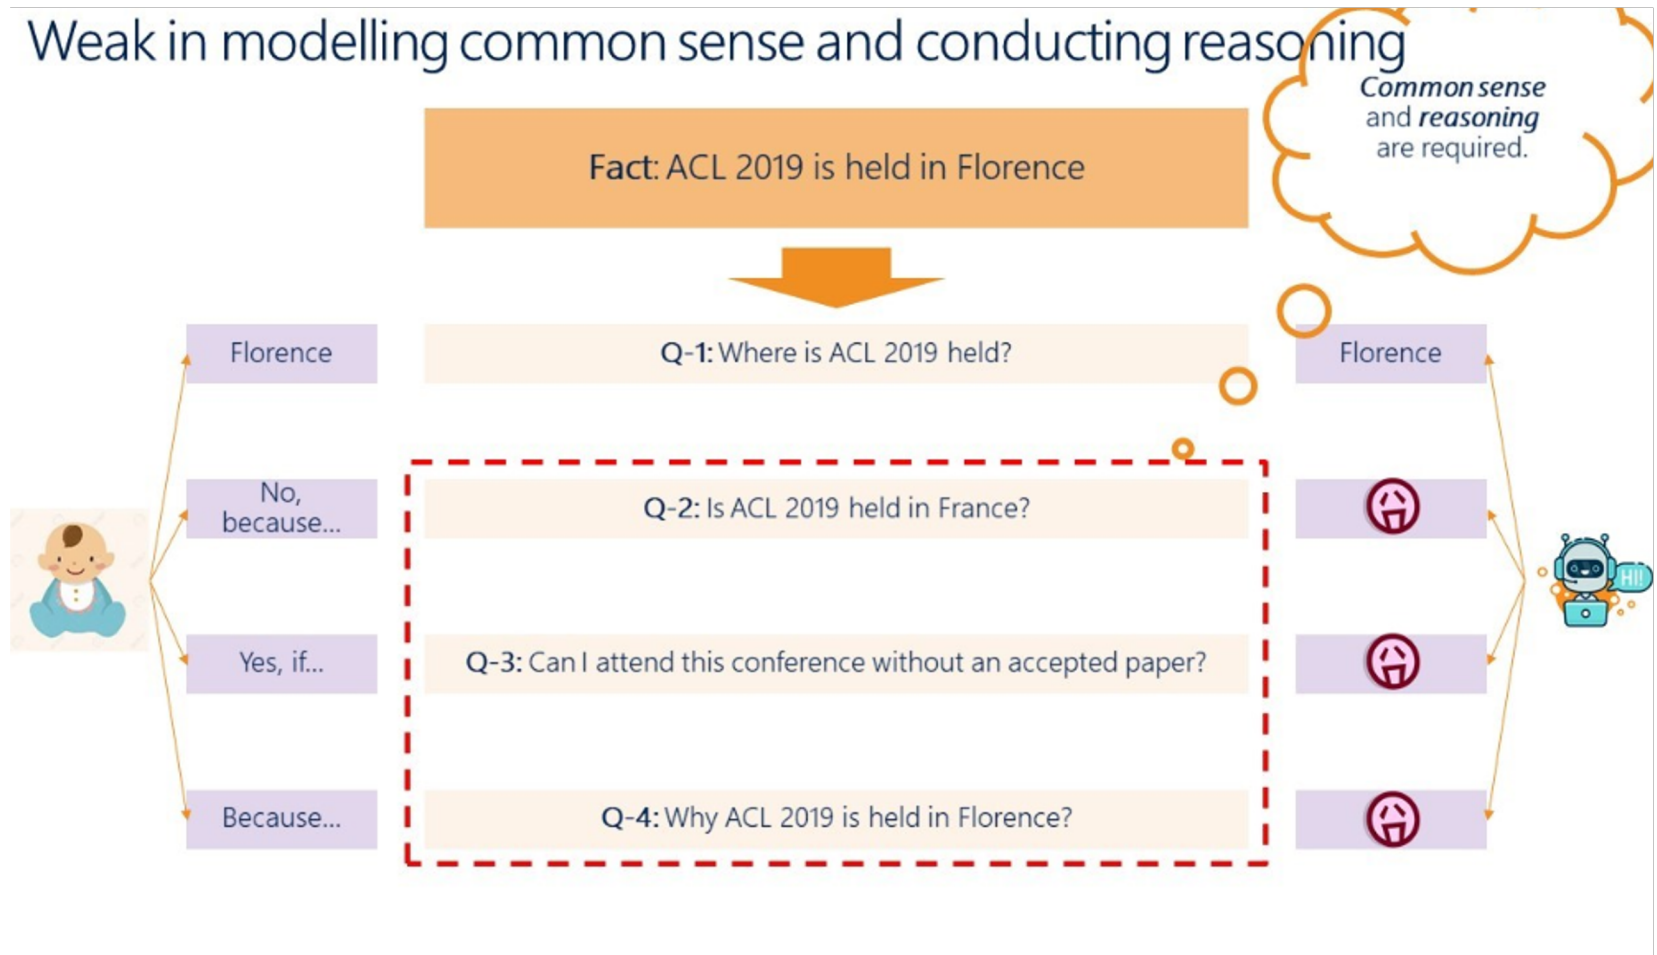 Weak in modelling common sense and conducting reasoning
Common sense
and reasoning
are required.
Fact: ACL 2019 is held in Florence
Florence
Q-1: Where is ACL 2019 held?
Florence
No,
because...
Q-2: Is ACL 2019 held in France?
Yes, if...
Q-3: Can I attend this conference without an accepted paper?
HI!
Because...
Q-4: Why ACL 2019 is held in Florence?